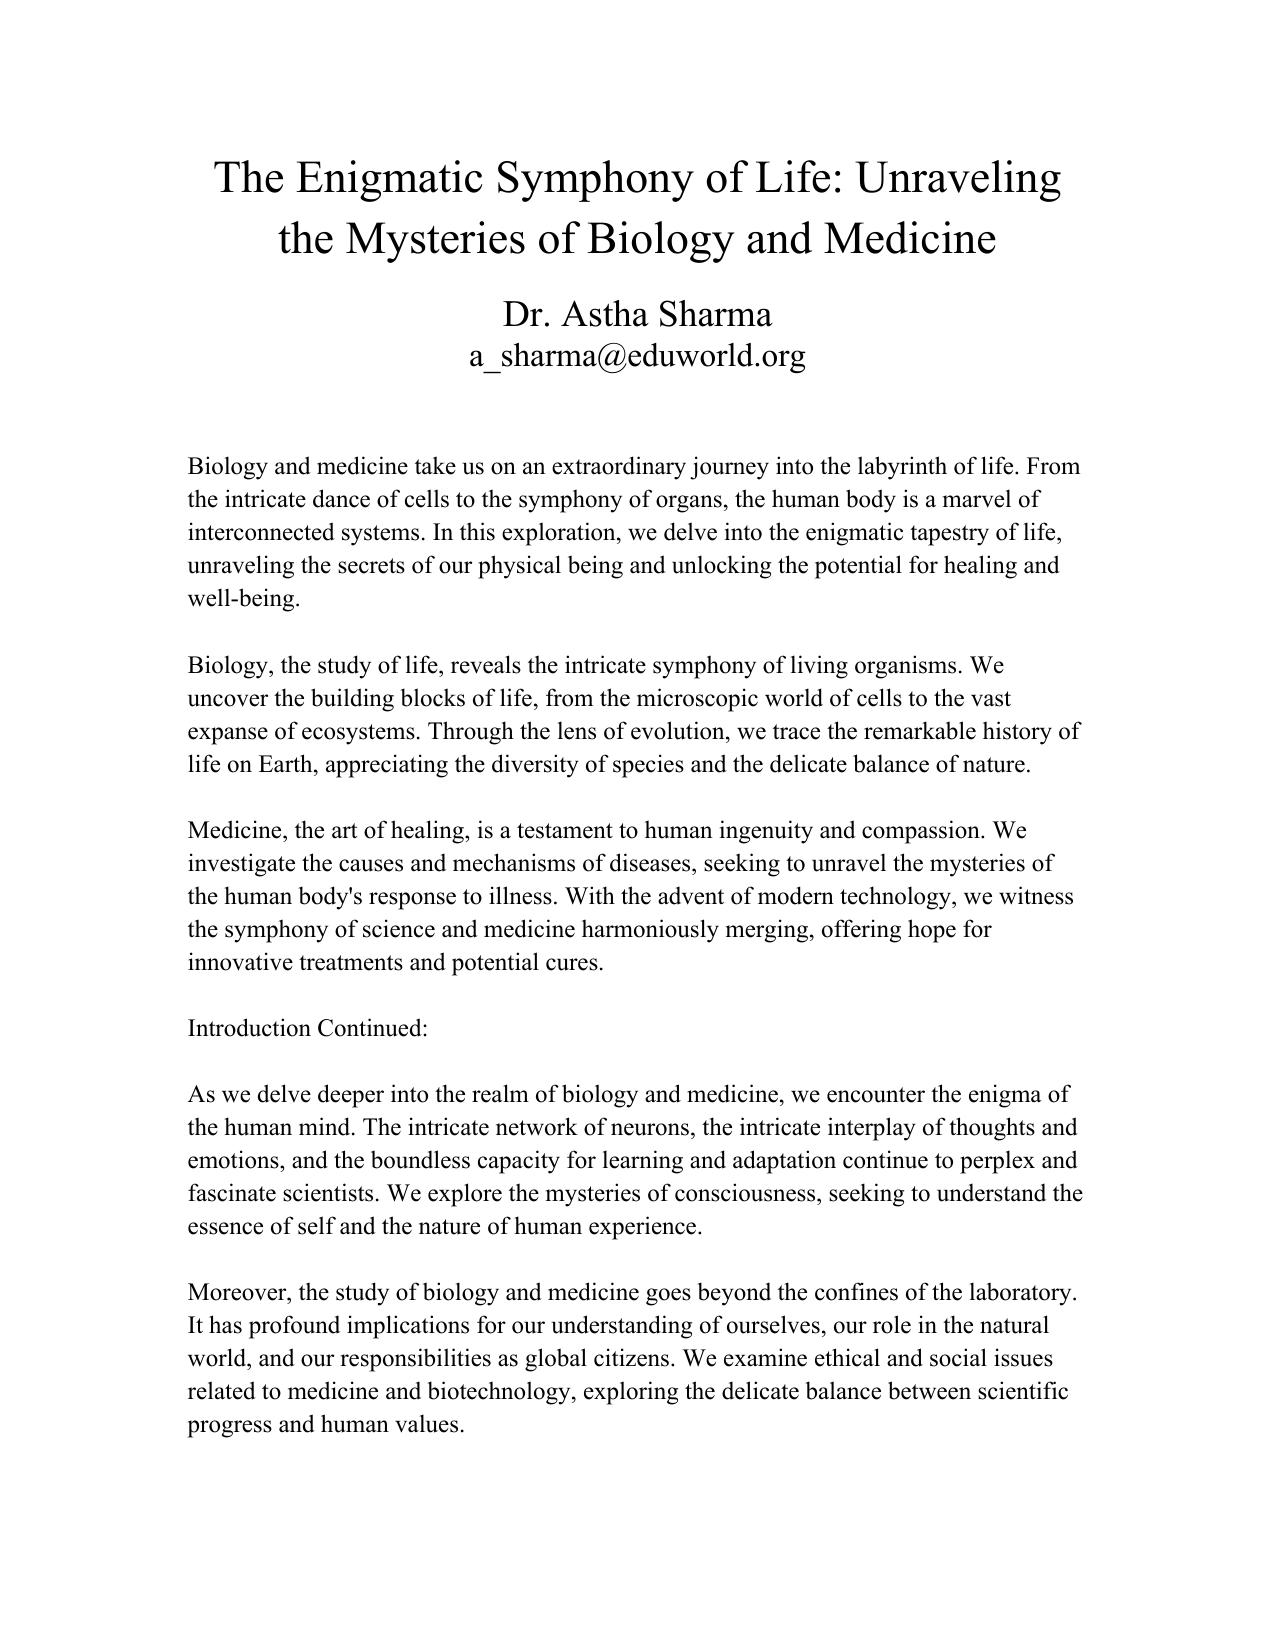 The Enigmatic Symphony of Life: Unraveling
the Mysteries of Biology and Medicine
Dr. Astha Sharma
a_sharma@eduworld.org
Biology and medicine take us on an extraordinary journey into the labyrinth of life. From
the intricate dance of cells to the symphony of organs, the human body is a marvel of
interconnected systems. In this exploration, we delve into the enigmatic tapestry of life,
unraveling the secrets of our physical being and unlocking the potential for healing and
well-being.
Biology, the study of life, reveals the intricate symphony of living organisms. We
uncover the building blocks of life, from the microscopic world of cells to the vast
expanse of ecosystems. Through the lens of evolution, we trace the remarkable history of
life on Earth, appreciating the diversity of species and the delicate balance of nature.
Medicine, the art of healing, is a testament to human ingenuity and compassion. We
investigate the causes and mechanisms of diseases, seeking to unravel the mysteries of
the human body's response to illness. With the advent of modern technology, we witness
the symphony of science and medicine harmoniously merging, offering hope for
innovative treatments and potential cures.
Introduction Continued:
As we delve deeper into the realm of biology and medicine, we encounter the enigma of
the human mind. The intricate network of neurons, the intricate interplay of thoughts and
emotions, and the boundless capacity for learning and adaptation continue to perplex and
fascinate scientists. We explore the mysteries of consciousness, seeking to understand the
essence of self and the nature of human experience.
Moreover, the study of biology and medicine goes beyond the confines of the laboratory.
It has profound implications for our understanding of ourselves, our role in the natural
world, and our responsibilities as global citizens. We examine ethical and social issues
related to medicine and biotechnology, exploring the delicate balance between scientific
progress and human values.